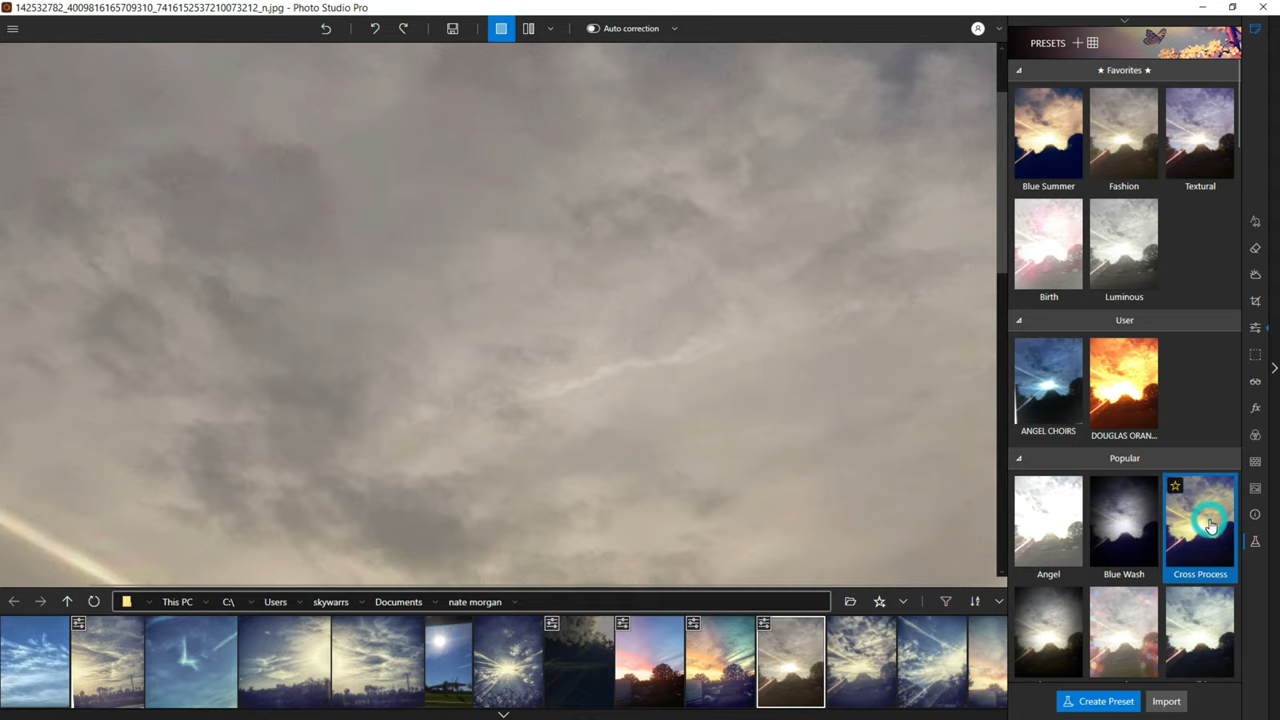 142532782_4009816165709310_7416152537210073212_n.jpg - Photo Studio Pro
Auto correction
PRESETS
★ Favorites ★
Blue Summer
Fashion
Textural
Birth
Luminous
User
ANGEL CHOIRS
DOUGLAS ORAN...
Popular
Angel
Blue Wash
Cross Process
This PC
C:\
Users
skywarrs
Documents
nate morgan
Create Preset
Import